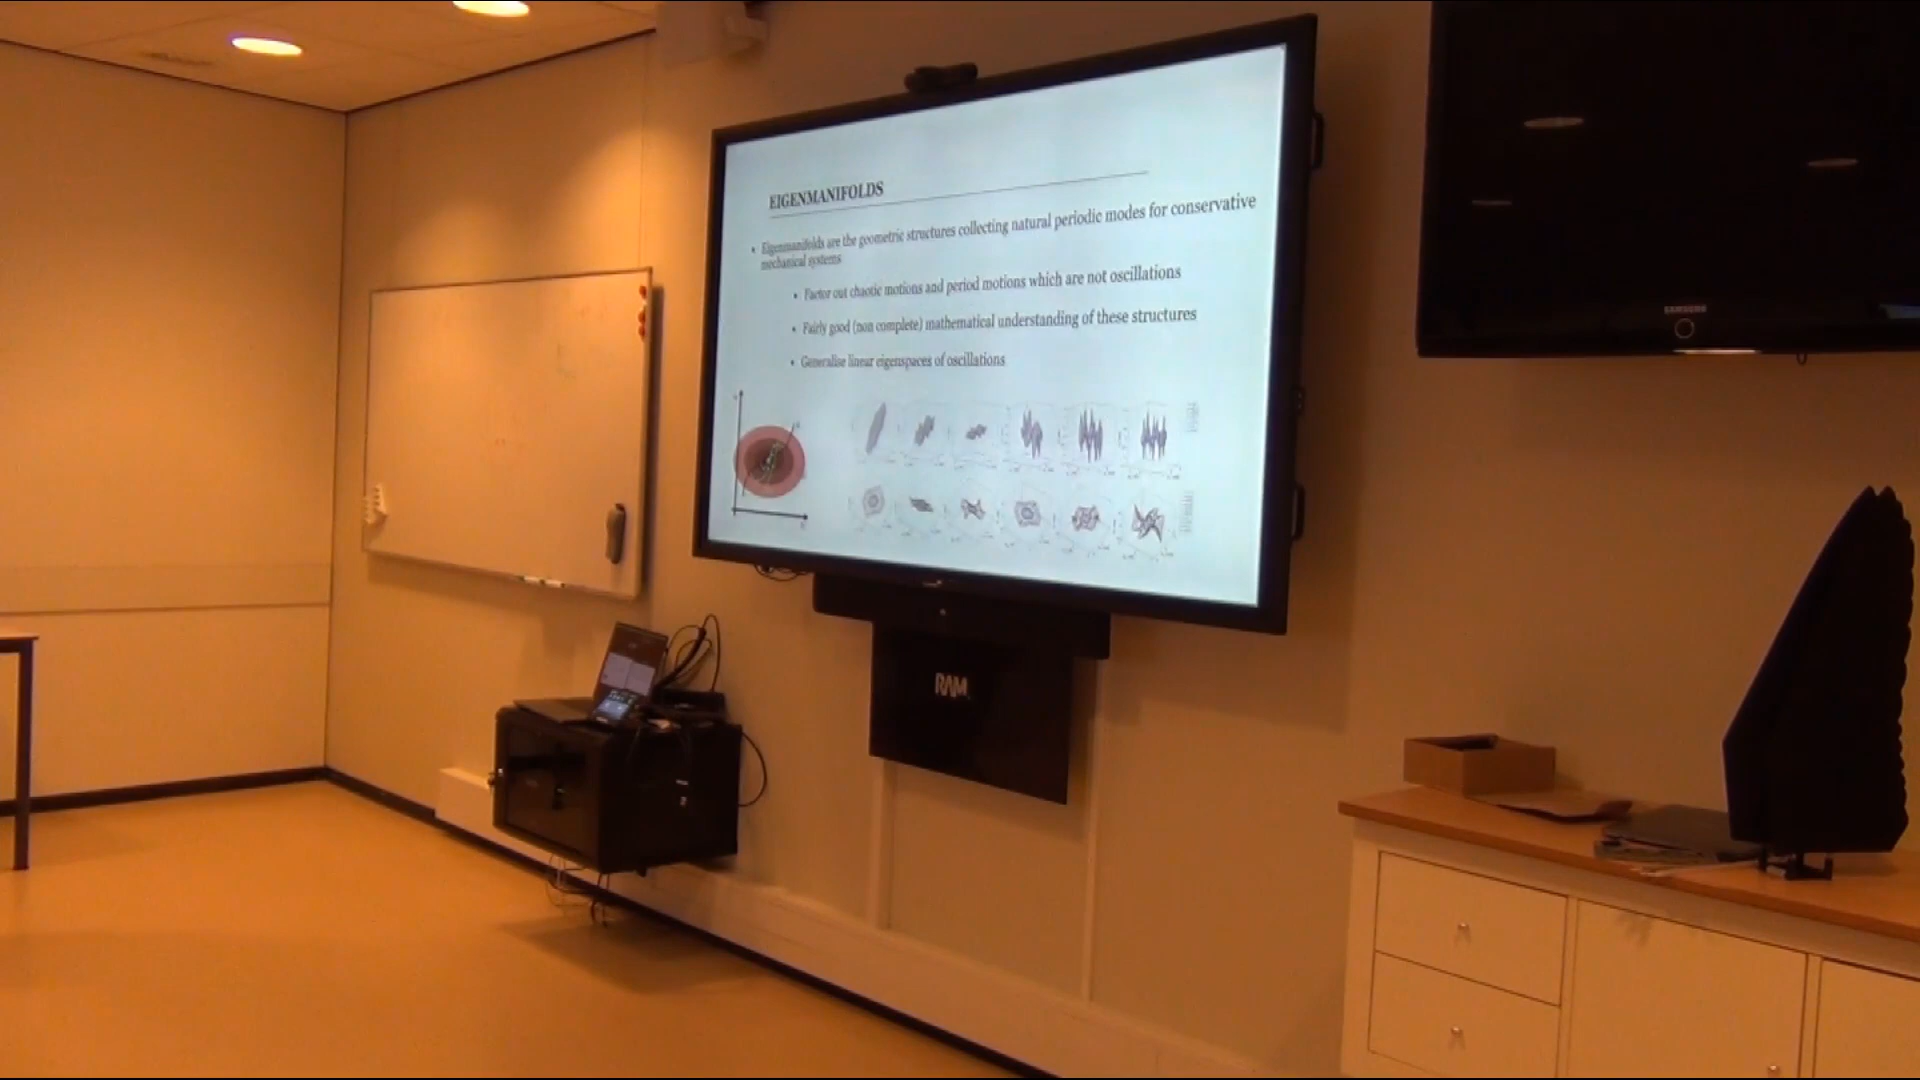 EIGENMANIFOLDS
• Eigenmanifolds are the geometric structures collecting natural periodic modes for conservative
mechanical systems
• Factor out chaotic motions and period motions which are not oscillations
• Fairly good (non complete) mathematical understanding of these structures
• Generalise linear eigenspaces of oscillations
SAMSUNG
RAM